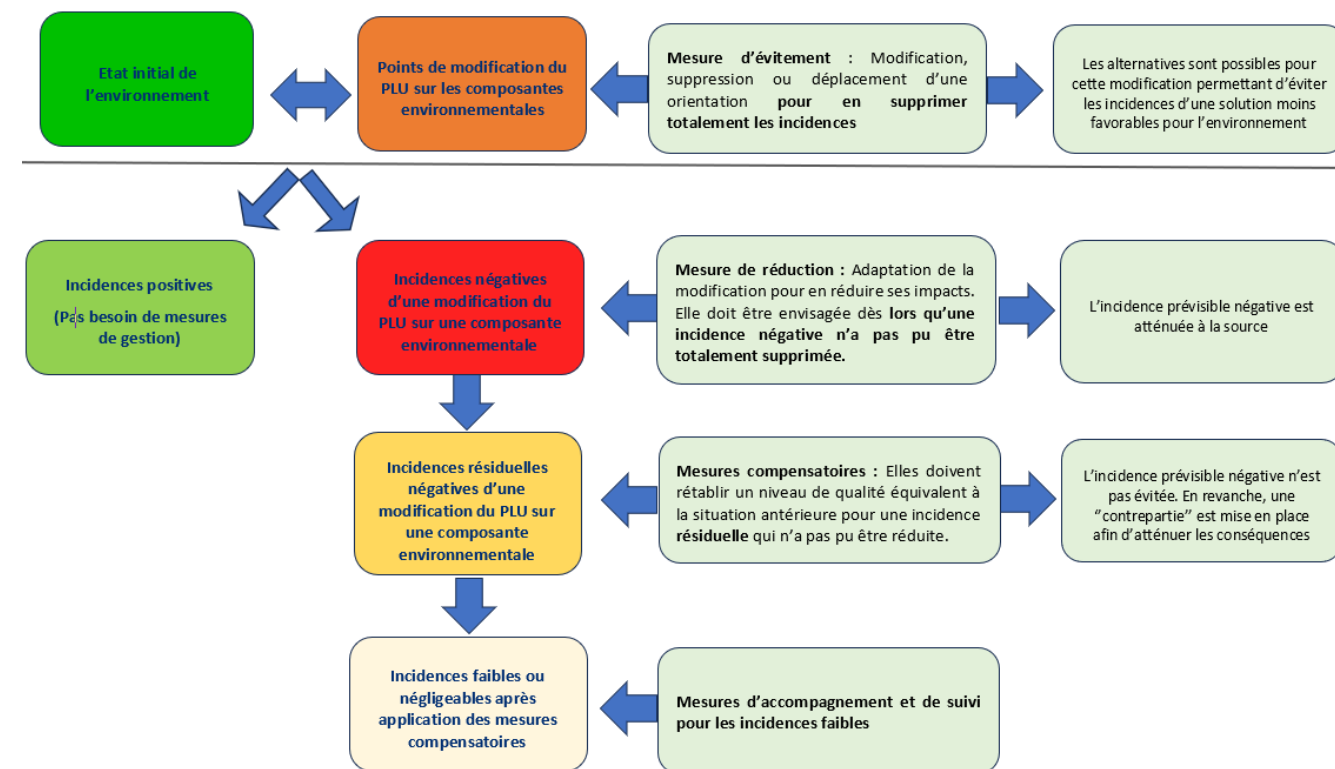 Etat initial de
l'environnement
Points de modification du
PLU sur les composantes
environnementales
Mesure d'évitement : Modification,
suppression ou déplacement d'une
orientation pour en supprimer
totalement les incidences
Les alternatives sont possibles pour
cette modification permettant d'éviter
les incidences d'une solution moins
favorables pour l'environnement
Incidences positives
(Pas besoin de mesures
de gestion)
Incidences négatives
d'une modification du
PLU sur une composante
environnementale
Mesure de réduction : Adaptation de la
modification pour en réduire ses impacts.
Elle doit être envisagée dès lors qu'une
incidence négative n'a pas pu être
totalement supprimée.
L'incidence prévisible négative est
atténuée à la source
Incidences résiduelles
négatives d'une
modification du PLU sur
une composante
environnementale
Mesures compensatoires : Elles doivent
rétablir un niveau de qualité équivalent à
la situation antérieure pour une incidence
résiduelle qui n'a pas pu être réduite.
L'incidence prévisible négative n'est
pas évitée. En revanche, une
‘'contrepartie'' est mise en place
afin d'atténuer les conséquences
Incidences faibles ou
négligeables après
application des mesures
compensatoires
Mesures d'accompagnement et de suivi
pour les incidences faibles